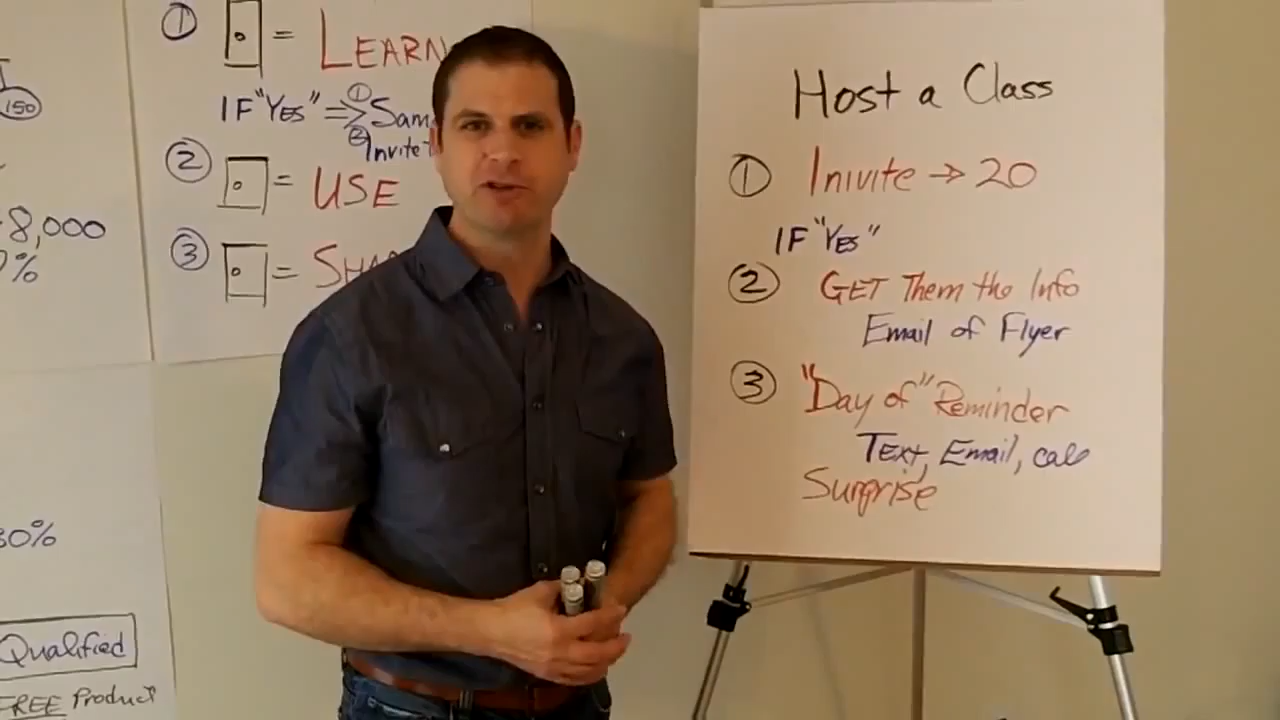 150
8,000
%
30%
Qualified
FREE Product
① = LEARN
IF "YES" => ① Sam
② Invite
② = USE
③ = SHA
Host a Class
① Inivite → 20
IF "YES"
② GET Them the Info
Email of Flyer
③ "Day of" Reminder
Text, Email, call
Surprise